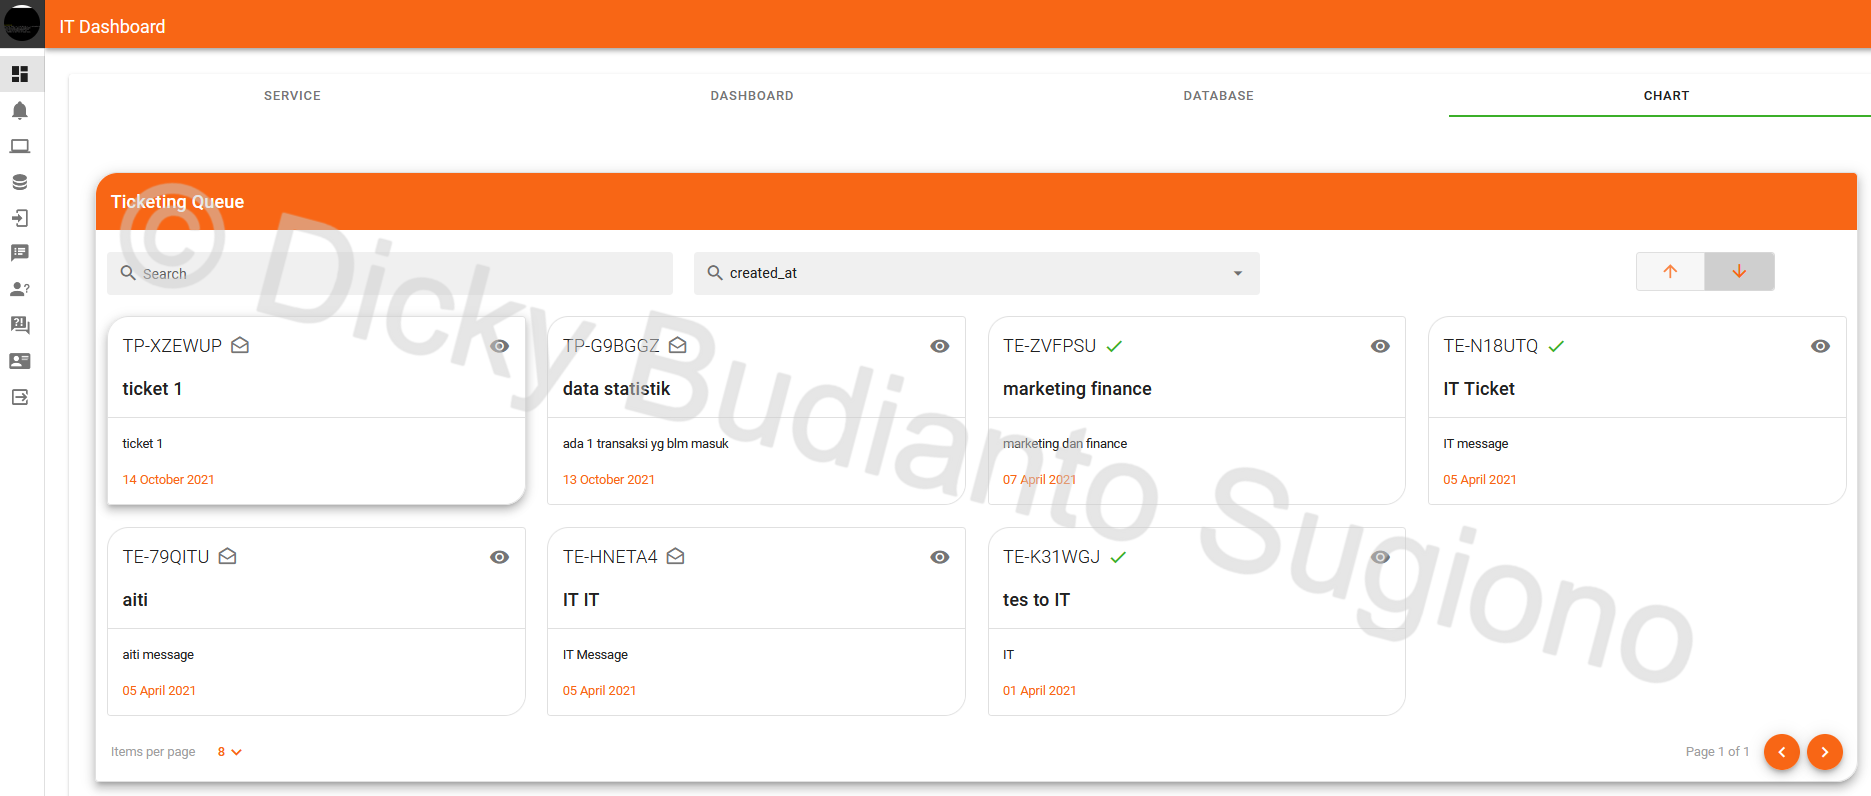 IT Dashboard
SERVICE DASHBOARD DATABASE CHART
Ticketing Queue
Search created_at
TP-XZEWUP TP-G9BGGZ TE-ZVFPSU TE-N18UTQ
ticket 1 data statistik marketing finance IT Ticket
ticket 1 ada 1 transaksi yg blm masuk marketing dan finance IT message
14 October 2021 13 October 2021 07 April 2021 05 April 2021
TE-79QITU TE-HNETA4 TE-K31WGJ
aiti IT IT tes to IT
aiti message IT Message IT
05 April 2021 05 April 2021 01 April 2021
Items per page 8 Page 1 of 1
© Dicky Budianto Sugiono